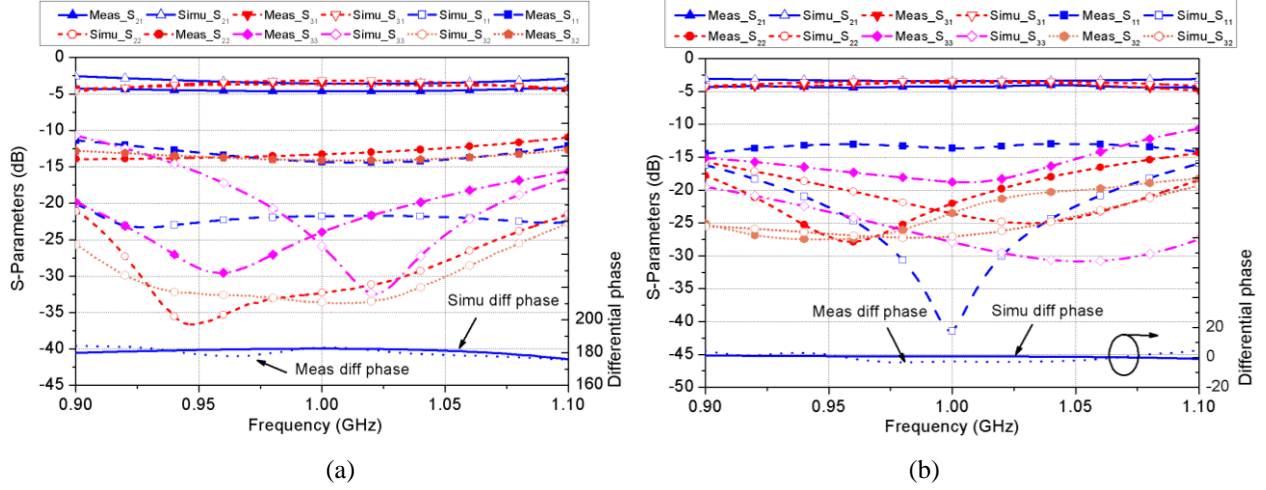 Meas_S21 Simu_S21 Meas_S31 Simu_S31 Meas_S11 Simu_S11
Simu_S22 Meas_S22 Meas_S33 Simu_S33 Simu_S32 Meas_S32
0
-5
-10
-15
-20
-25
-30
-35
-40
-45
S-Parameters (dB)
0.90 0.95 1.00 1.05 1.10
Frequency (GHz)
200
180
160
Differential phase
Simu diff phase
Meas diff phase
(a)
Meas_S21 Simu_S21 Meas_S31 Simu_S31 Meas_S11 Simu_S11
Meas_S22 Simu_S22 Meas_S33 Simu_S33 Meas_S32 Simu_S32
0
-5
-10
-15
-20
-25
-30
-35
-40
-45
-50
S-Parameters (dB)
0.90 0.95 1.00 1.05 1.10
Frequency (GHz)
20
0
-20
Differential phase
Meas diff phase
Simu diff phase
(b)